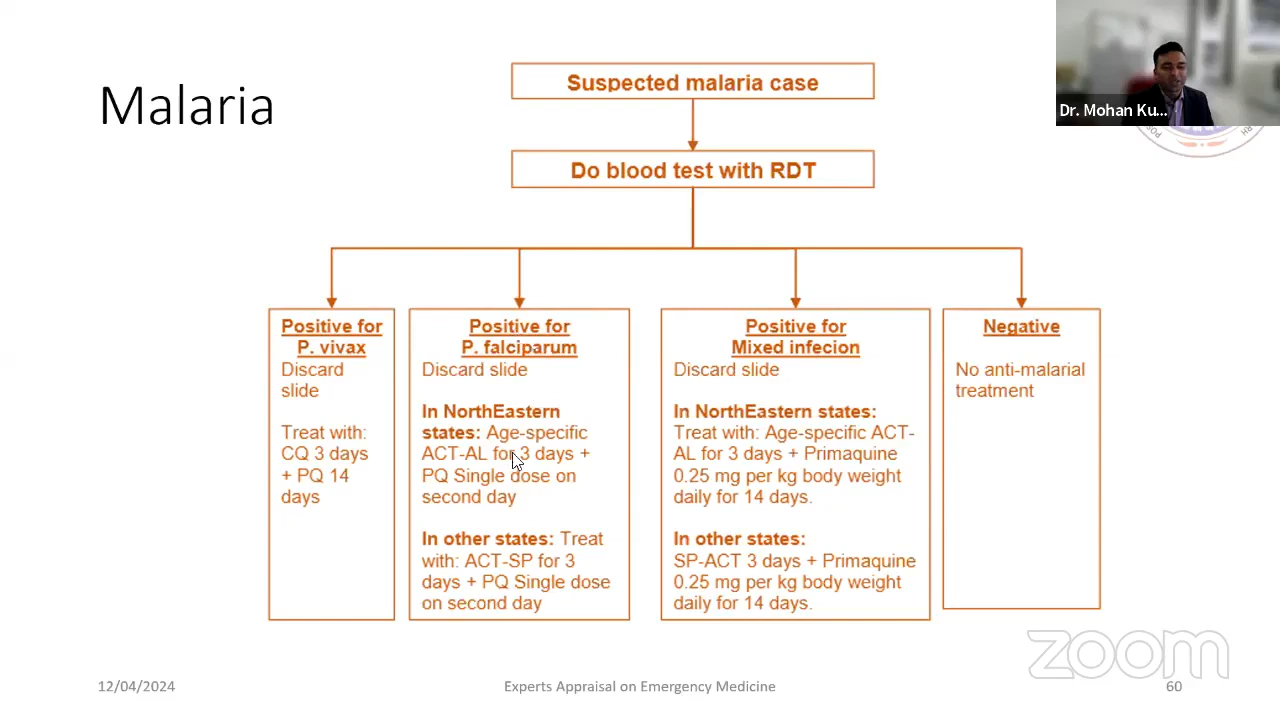 Malaria
Suspected malaria case
Do blood test with RDT
Dr. Mohan Ku...
Positive for
P. vivax
Discard
slide
Treat with:
CQ 3 days
+ PQ 14
days
Positive for
P. falciparum
Discard slide
In NorthEastern
states: Age-specific
ACT-AL for 3 days +
PQ Single dose on
second day
In other states: Treat
with: ACT-SP for 3
days + PQ Single dose
on second day
Positive for
Mixed infecion
Discard slide
In NorthEastern states:
Treat with: Age-specific ACT-
AL for 3 days + Primaquine
0.25 mg per kg body weight
daily for 14 days.
In other states:
SP-ACT 3 days + Primaquine
0.25 mg per kg body weight
daily for 14 days.
Negative
No anti-malarial
treatment
zoom
12/04/2024
Experts Appraisal on Emergency Medicine
60